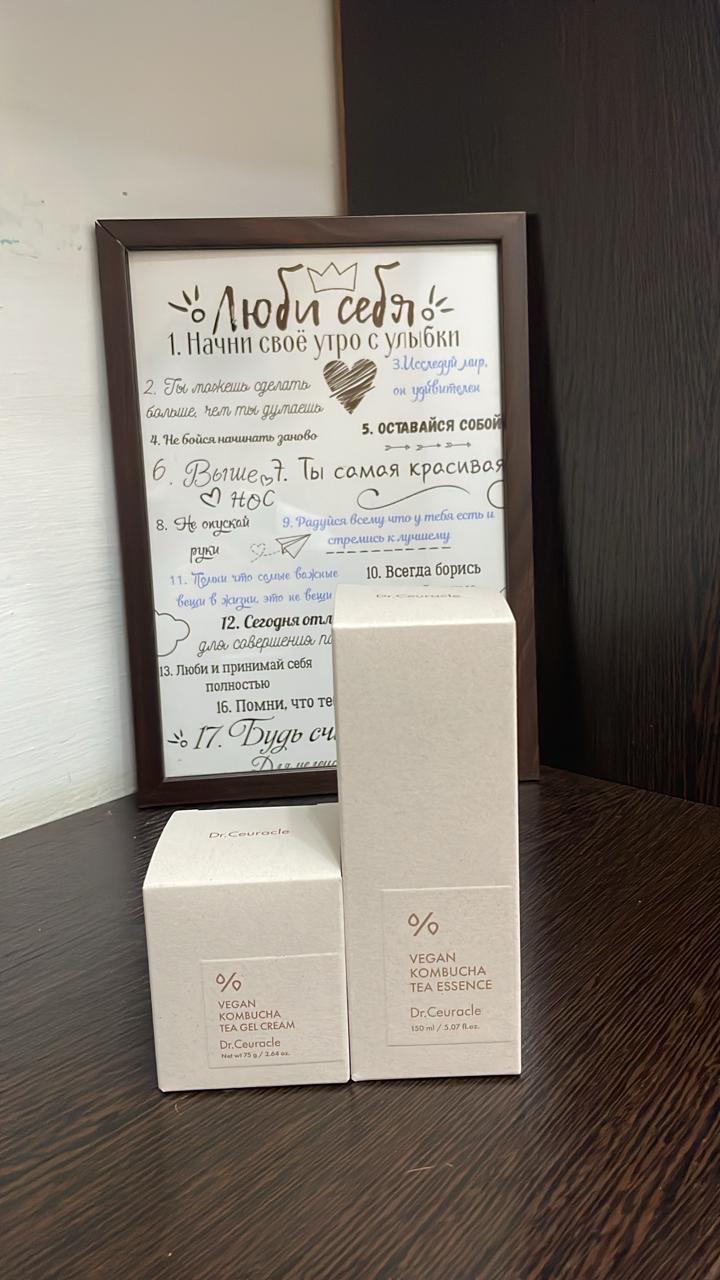 Люби себя
1. Начни своё утро с улыбки
2. Ты можешь сделать
больше, чем ты думаешь
3. Исследуй мир,
он удивителен
4. Не бойся начинать заново
5. ОСТАВАЙСЯ СОБОЙ
6. Выше
НОС
7. Ты самая красивая
8. Не опускай
руки
9. Радуйся всему что у тебя есть и
стремись к лучшему
10. Всегда борись
11. Помни что самые важные
вещи в жизни, это не вещи
12. Сегодня
для совершения
13. Люби и принимай себя
полностью
16. Помни, что
17. Будь
Dr.Ceuracle
%
VEGAN
KOMBUCHA
TEA GEL CREAM
Dr.Ceuracle
Net wt 75 g / 2.64 oz.
Dr.Ceuracle
%
VEGAN
KOMBUCHA
TEA ESSENCE
Dr.Ceuracle
150 ml / 5.07 fl.oz.